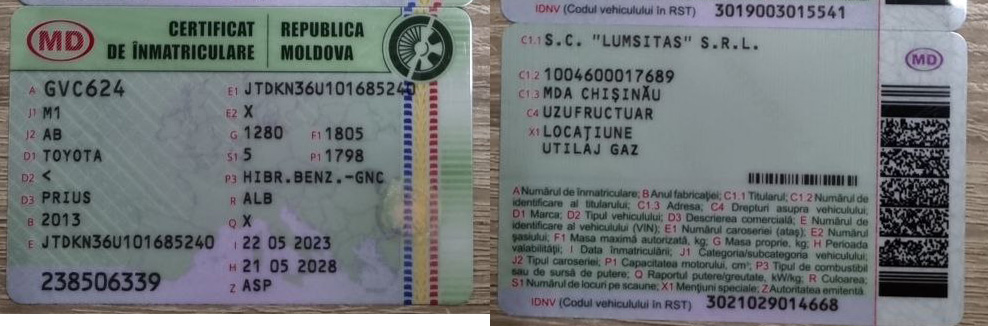 MD
CERTIFICAT
DE ÎNMATRICULARE
REPUBLICA
MOLDOVA
A GVC624
E1 JTDKN36U101685240
J1 M1
E2 X
J2 AB
G 1280 F1 1805
D1 TOYOTA
S1 5 P1 1798
D2 <
P3 HIBR.BENZ.-GNC
D3 PRIUS
R ALB
B 2013
Q X
E JTDKN36U101685240
I 22 05 2023
H 21 05 2028
238506339
Z ASP
IDNV (Codul vehiculului în RST) 3019003015541
C1.1 S.C. "LUMSITAS" S.R.L.
MD
C1.2 1004600017689
C1.3 MDA CHIŞINĂU
C4 UZUFRUCTUAR
X1 LOCAŢIUNE
UTILAJ GAZ
A Numărul de înmatriculare; B Anul fabricaţiei; C1.1 Titularul; C1.2 Numărul de
identificare al titularului; C1.3 Adresa; C4 Drepturi asupra vehiculului;
D1 Marca; D2 Tipul vehiculului; D3 Descrierea comercială; E Numărul de
identificare al vehiculului (VIN); E1 Numărul caroseriei (ataş); E2 Numărul
şasiului; F1 Masa maximă autorizată, kg; G Masa proprie, kg; H Perioada
valabilităţii; I Data înmatriculării; J1 Categoria/subcategoria vehiculului;
J2 Tipul caroseriei; P1 Capacitatea motorului, cm³; P3 Tipul de combustibil
sau de sursă de putere; Q Raportul putere/greutate, kW/kg; R Culoarea;
S1 Numărul de locuri pe scaune; X1 Menţiuni speciale; Z Autoritatea emitentă
IDNV (Codul vehiculului în RST) 3021029014668